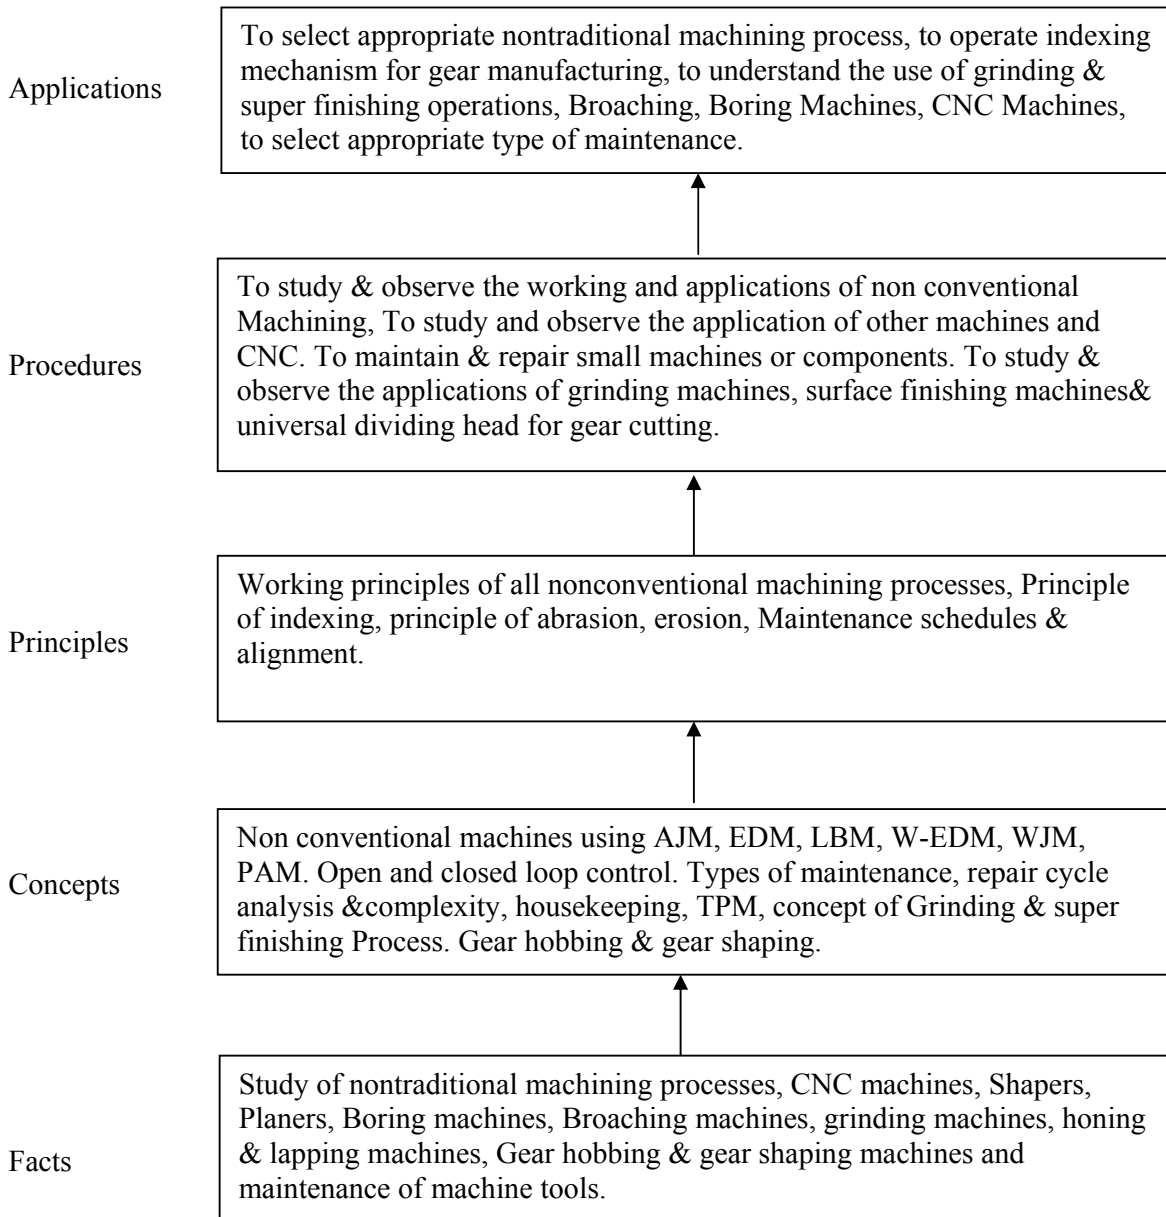 Applications
To select appropriate nontraditional machining process, to operate indexing
mechanism for gear manufacturing, to understand the use of grinding &
super finishing operations, Broaching, Boring Machines, CNC Machines,
to select appropriate type of maintenance.
Procedures
To study & observe the working and applications of non conventional
Machining, To study and observe the application of other machines and
CNC. To maintain & repair small machines or components. To study &
observe the applications of grinding machines, surface finishing machines&
universal dividing head for gear cutting.
Principles
Working principles of all nonconventional machining processes, Principle
of indexing, principle of abrasion, erosion, Maintenance schedules &
alignment.
Concepts
Non conventional machines using AJM, EDM, LBM, W-EDM, WJM,
PAM. Open and closed loop control. Types of maintenance, repair cycle
analysis &complexity, housekeeping, TPM, concept of Grinding & super
finishing Process. Gear hobbing & gear shaping.
Facts
Study of nontraditional machining processes, CNC machines, Shapers,
Planers, Boring machines, Broaching machines, grinding machines, honing
& lapping machines, Gear hobbing & gear shaping machines and
maintenance of machine tools.